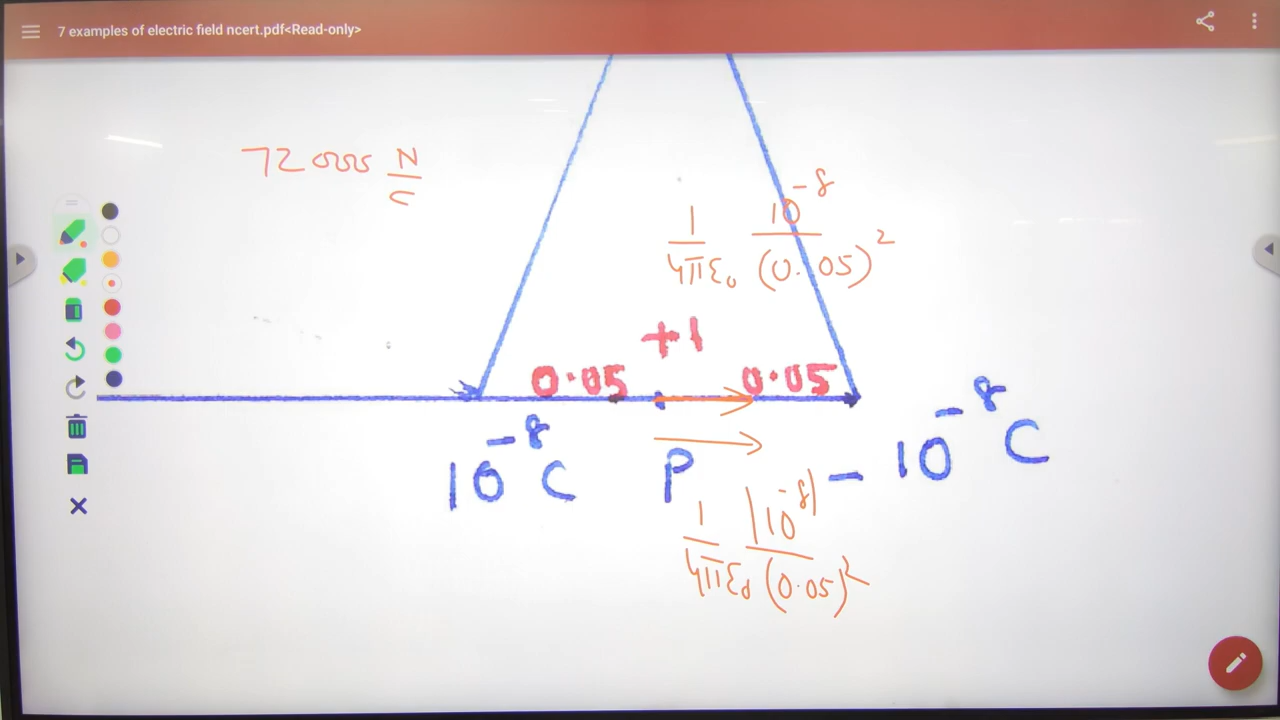 7 examples of electric field ncert.pdf<Read-only>
72000 N/C
1/4πε₀ 10⁻⁸/(0.05)²
+1
0.05 0.05
10⁻⁸ C P - 10⁻⁸ C
1/4πε₀ |10⁻⁸|/(0.05)²